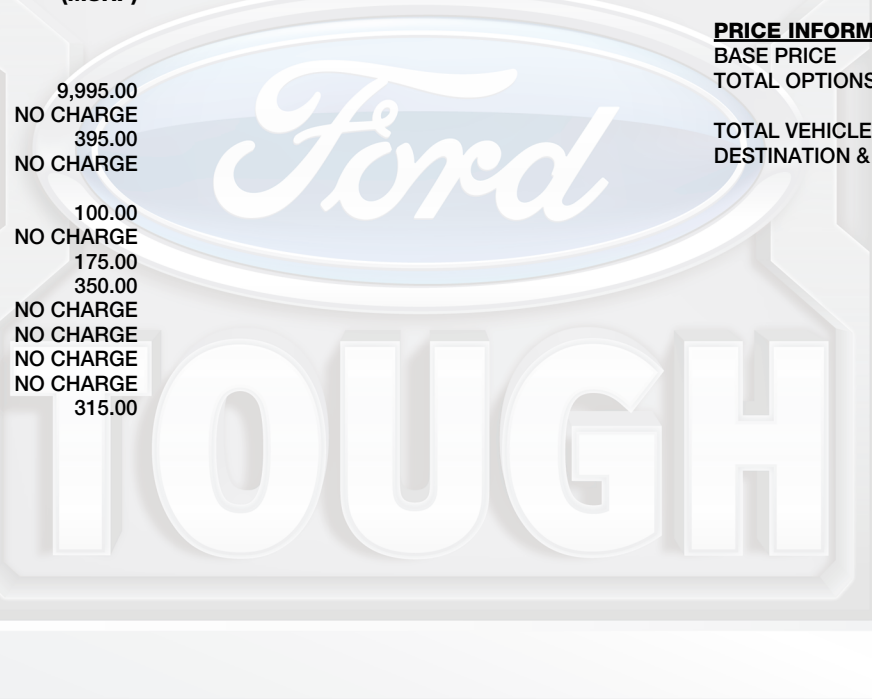 9,995.00
NO CHARGE
395.00
NO CHARGE
100.00
NO CHARGE
175.00
350.00
NO CHARGE
NO CHARGE
NO CHARGE
NO CHARGE
315.00
PRICE
BASE PRICE
TOTAL OPTIONS
TOTAL VEHICLE
DESTINATION &
Ford
TOUGH